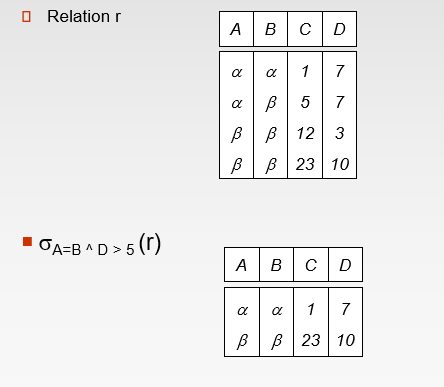 Relation r
A B C D
α α 1 7
α β 5 7
β β 12 3
β β 23 10
σA=B ^ D > 5 (r)
A B C D
α α 1 7
β β 23 10